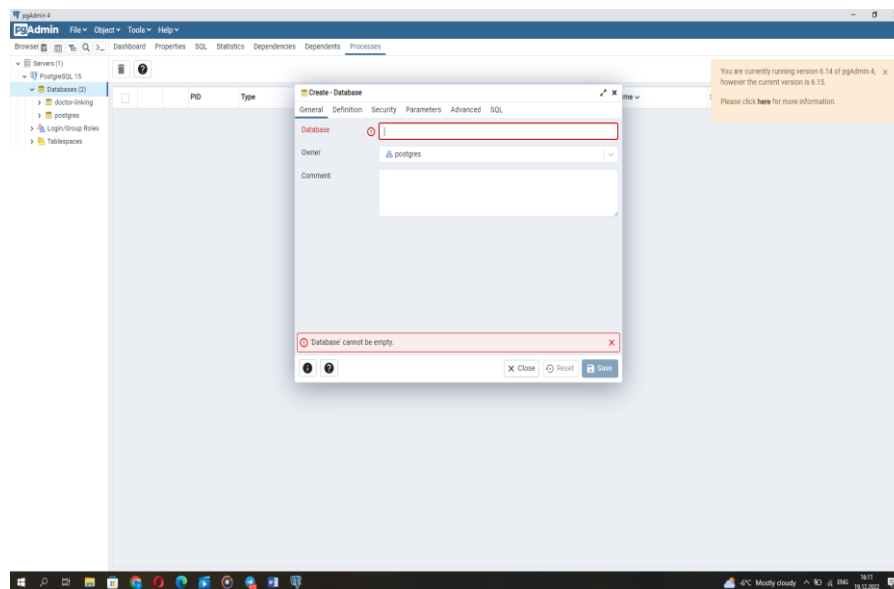 pgAdmin 4
PgAdmin File Object Tools Help
Browser Dashboard Properties SQL Statistics Dependencies Dependents Processes
Servers (1)
PostgreSQL 15
Databases (2)
doctor-linking
postgres
Login/Group Roles
Tablespaces
PID Type
You are currently running version 6.14 of pgAdmin 4,
however the current version is 6.15.
Please click here for more information.
Create - Database
General Definition Security Parameters Advanced SQL
Database
Owner
postgres
Comment
'Database' cannot be empty.
Close Reset Save
-6°C Mostly cloudy ENG
16:11
19.12.2022